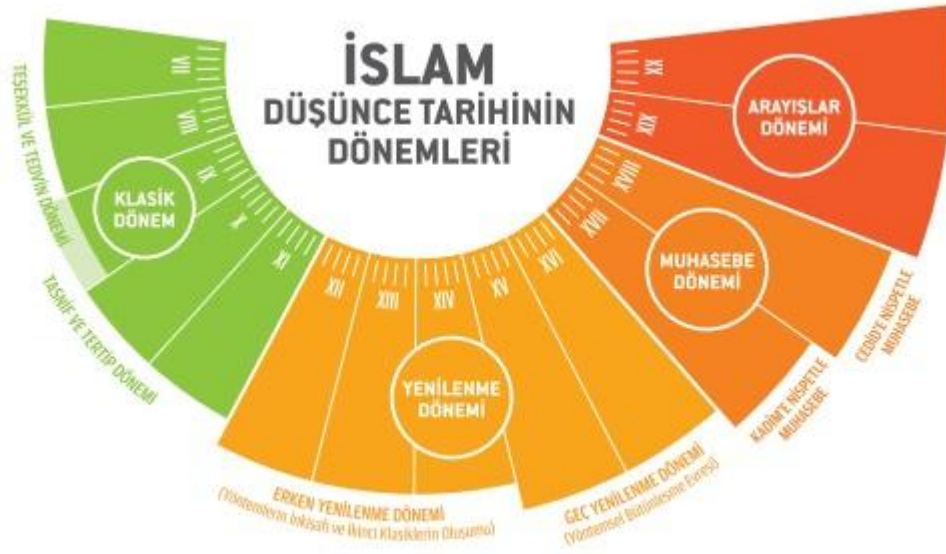 İSLAM
DÜŞÜNCE TARİHİNİN
DÖNEMLERİ
VII
VIII
IX
X
XI
XII
XIII
XIV
XV
XVI
XVII
XVIII
XIX
XX
KLASİK
DÖNEM
TEŞEKKÜL VE TEDVİN DÖNEMİ
TASNİF VE TERTİP DÖNEMİ
YENİLENME
DÖNEMİ
ERKEN YENİLENME DÖNEMİ
(Yöntemlerin İnkişafı ve İkinci Klasiklerin Oluşumu)
GEÇ YENİLENME DÖNEMİ
(Yöntemsel Bütünleşme Evresi)
MUHASEBE
DÖNEMİ
KADİM'E NİSPETLE
MUHASEBE
CEDİD'E NİSPETLE
MUHASEBE
ARAYIŞLAR
DÖNEMİ